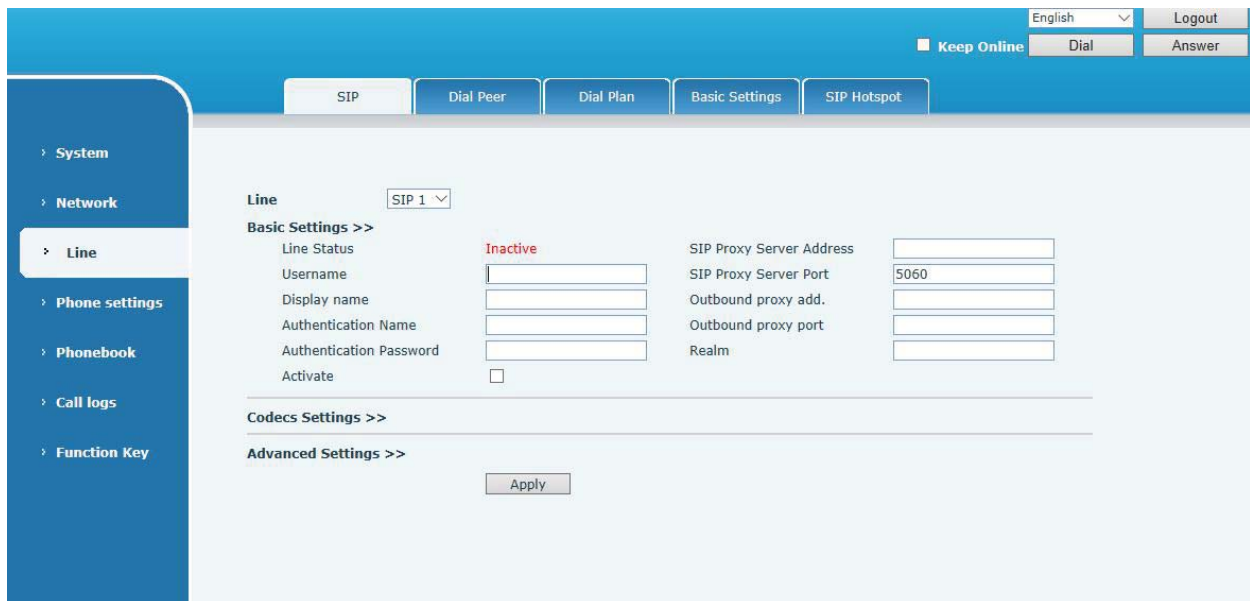 English Logout
Keep Online Dial Answer
SIP Dial Peer Dial Plan Basic Settings SIP Hotspot
› System
› Network
› Line
› Phone settings
› Phonebook
› Call logs
› Function Key
Line SIP 1
Basic Settings >>
Line Status Inactive SIP Proxy Server Address
Username SIP Proxy Server Port 5060
Display name Outbound proxy add.
Authentication Name Outbound proxy port
Authentication Password Realm
Activate
Codecs Settings >>
Advanced Settings >>
Apply